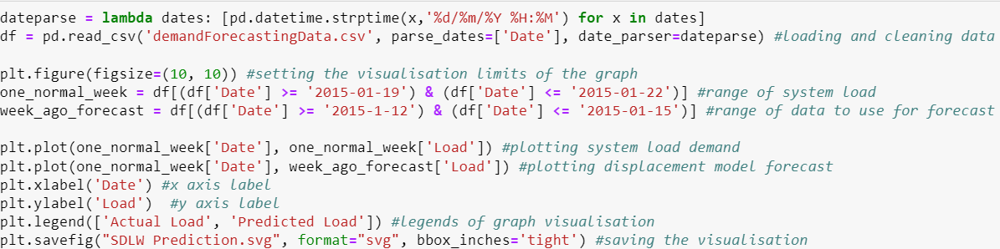 dateparse = lambda dates: [pd.datetime.strptime(x,'%d/%m/%Y %H:%M') for x in dates]
df = pd.read_csv('demandForecastingData.csv', parse_dates=['Date'], date_parser=dateparse) #loading and cleaning data
plt.figure(figsize=(10, 10)) #setting the visualisation limits of the graph
one_normal_week = df[(df['Date'] >= '2015-01-19') & (df['Date'] <= '2015-01-22')] #range of system load
week_ago_forecast = df[(df['Date'] >= '2015-1-12') & (df['Date'] <= '2015-01-15')] #range of data to use for forecast
plt.plot(one_normal_week['Date'], one_normal_week['Load']) #plotting system load demand
plt.plot(one_normal_week['Date'], week_ago_forecast['Load']) #plotting displacement model forecast
plt.xlabel('Date') #x axis label
plt.ylabel('Load')  #y axis label
plt.legend(['Actual Load', 'Predicted Load']) #legends of graph visualisation
plt.savefig("SDLW Prediction.svg", format="svg", bbox_inches='tight') #saving the visualisation